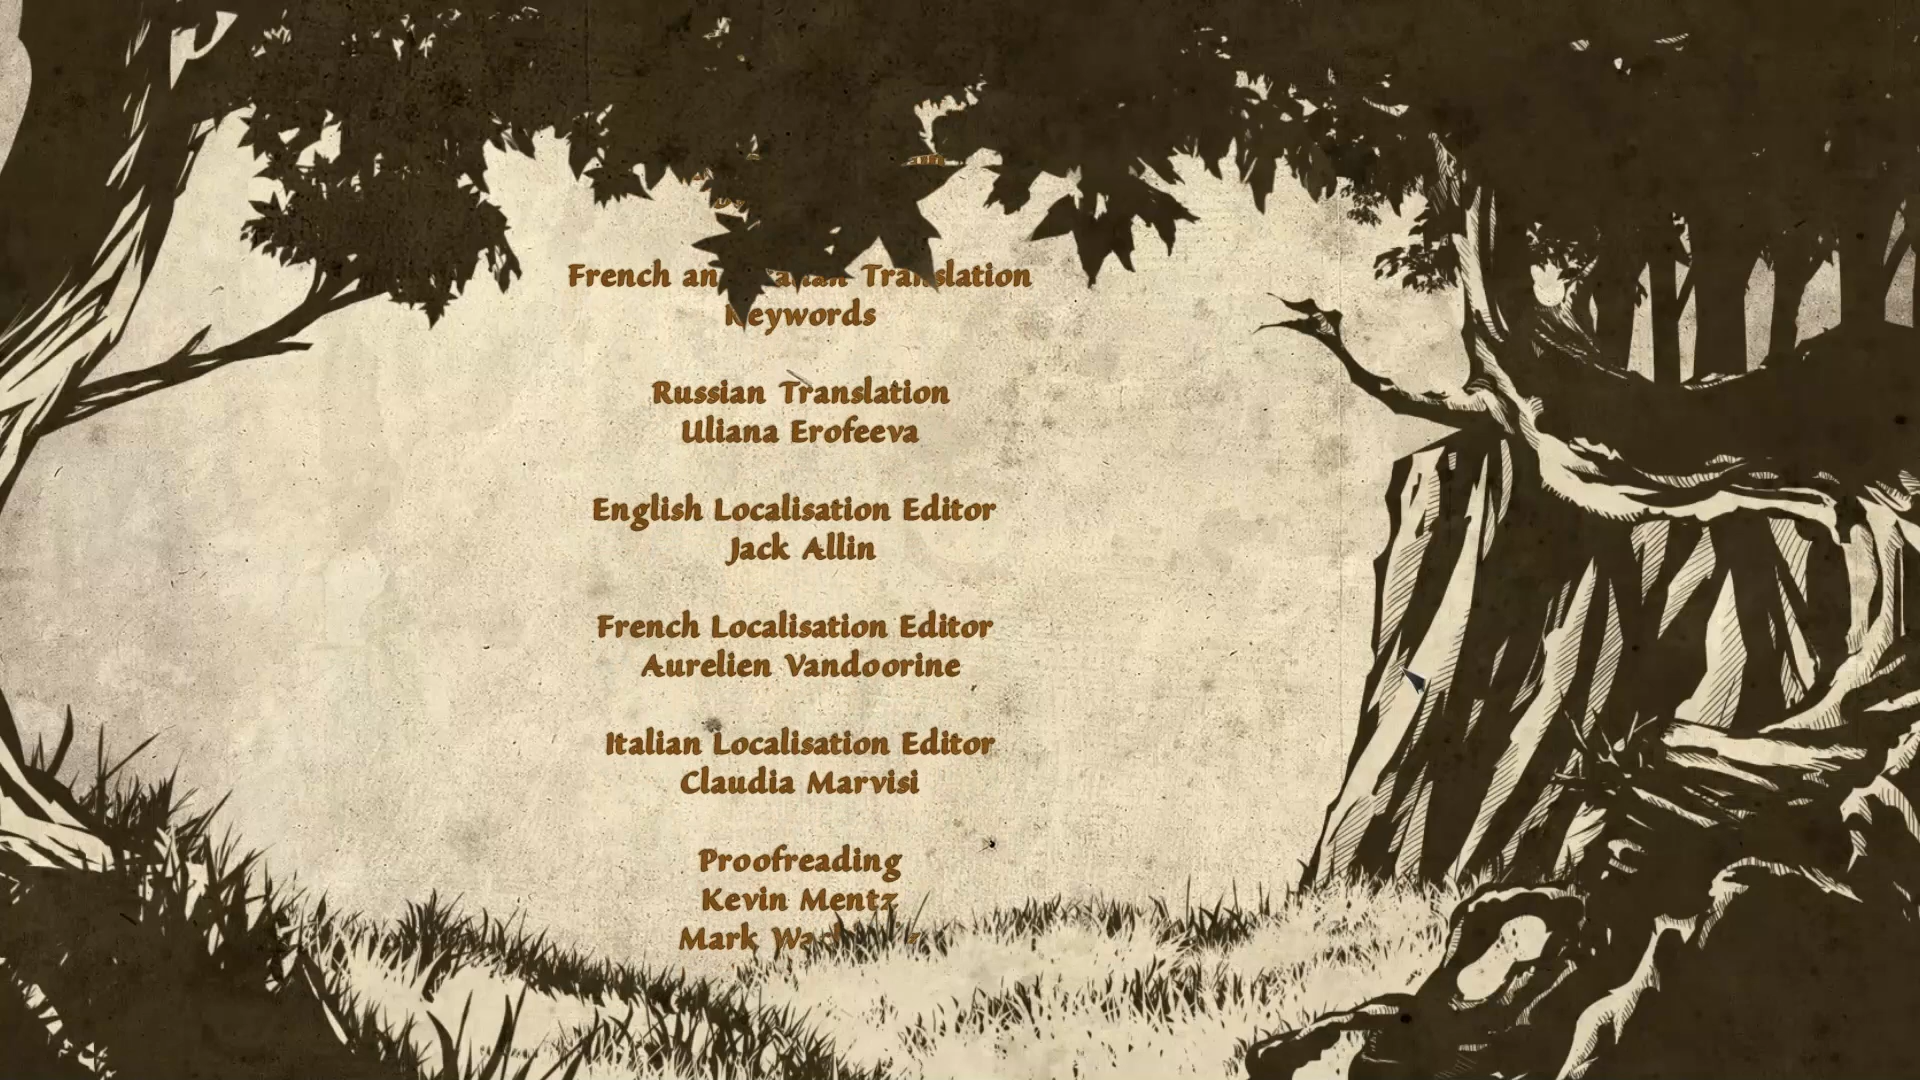 French an Translation
Keywords
Russian Translation
Uliana Erofeeva
English Localisation Editor
Jack Allin
French Localisation Editor
Aurelien Vandoorine
Italian Localisation Editor
Claudia Marvisi
Proofreading
Kevin Mentz
Mark